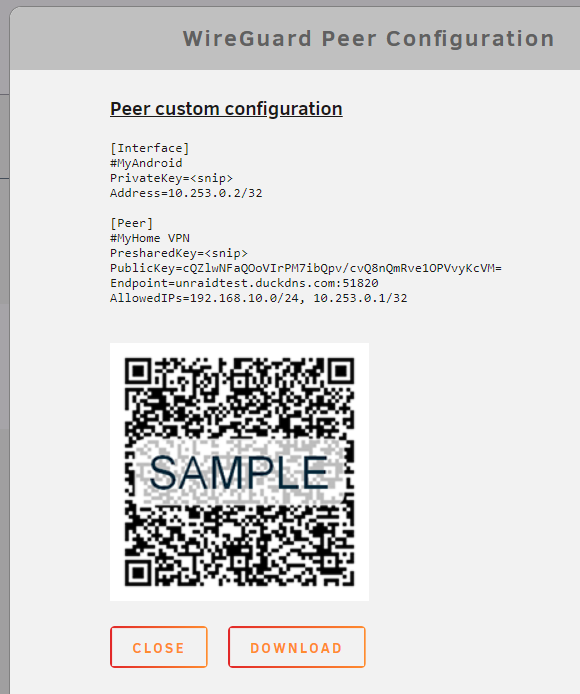 WireGuard Peer Configuration
Peer custom configuration
[Interface]
#MyAndroid
PrivateKey=<snip>
Address=10.253.0.2/32
[Peer]
#MyHome VPN
PresharedKey=<snip>
PublicKey=cQZlwNFaQOoVIrPM7ibQpv/cvQ8nQmRve1OPVvyKcVM=
Endpoint=unraidtest.duckdns.com:51820
AllowedIPs=192.168.10.0/24, 10.253.0.1/32
SAMPLE
CLOSE DOWNLOAD